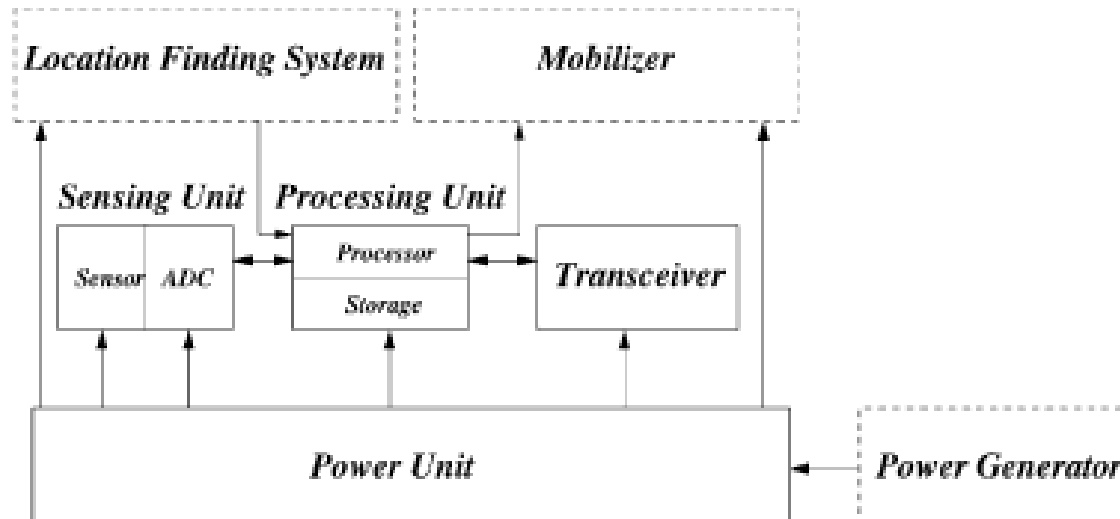 Location Finding System
Mobilizer
Sensing Unit
Processing Unit
Sensor
ADC
Processor
Storage
Transceiver
Power Unit
Power Generator